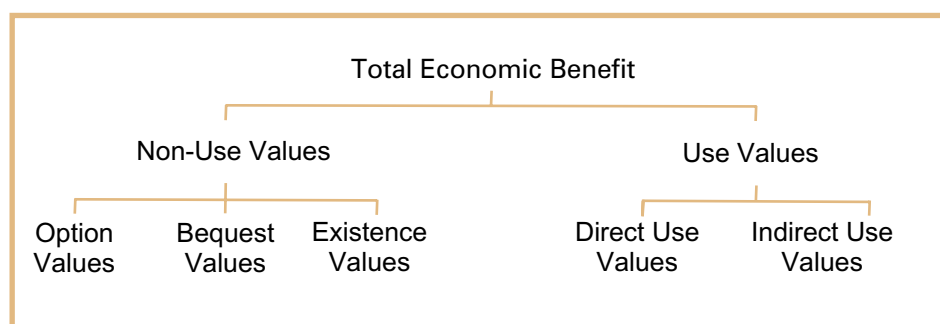 Total Economic Benefit
Non-Use Values
Use Values
Option
Values
Bequest
Values
Existence
Values
Direct Use
Values
Indirect Use
Values